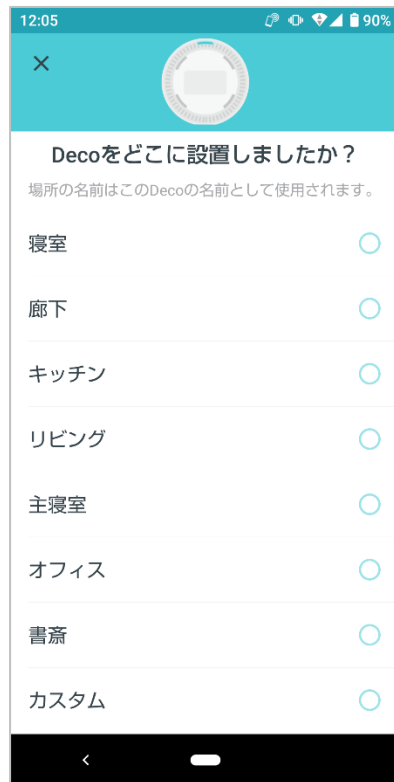 12:05
90%
Decoをどこに設置しましたか？
場所の名前はこのDecoの名前として使用されます。
寝室
廊下
キッチン
リビング
主寝室
オフィス
書斎
カスタム